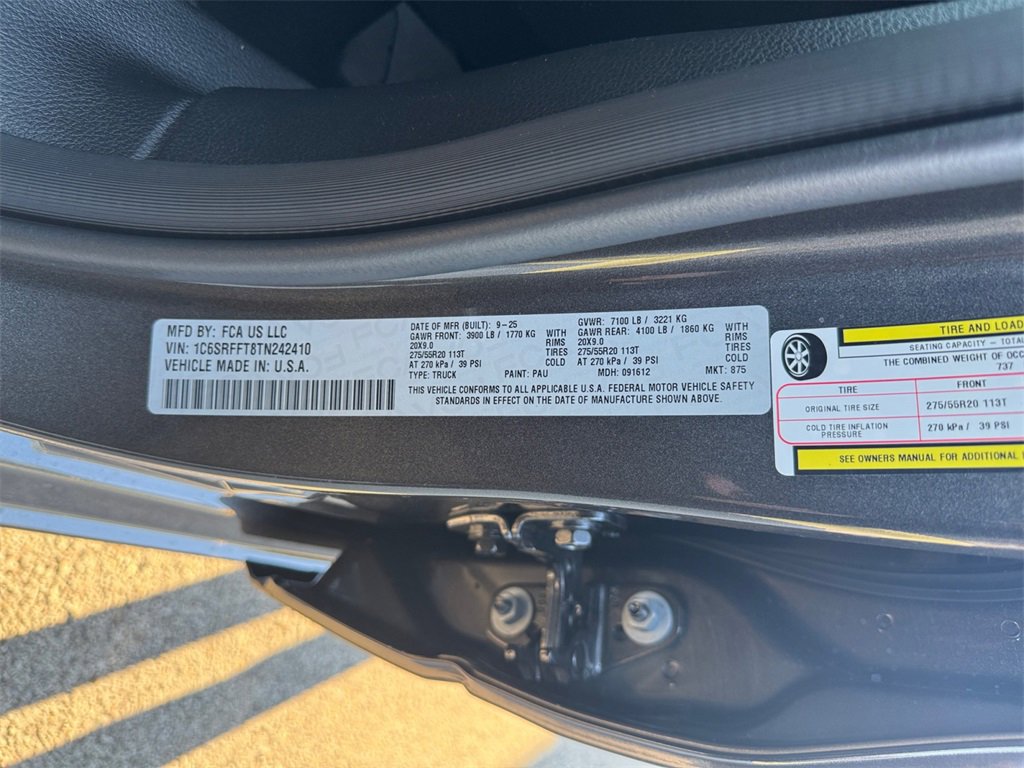 MFD BY: FCA US LLC
VIN: 1C6SRFFT8TN242410
VEHICLE MADE IN: U.S.A.
DATE OF MFR (BUILT): 9-25
GAWR FRONT: 3900 LB / 1770 KG WITH
20X9.0 RIMS
275/55R20 113T TIRES
AT 270 kPa / 39 PSI COLD
TYPE: TRUCK PAINT: PAU
GVWR: 7100 LB / 3221 KG
GAWR REAR: 4100 LB / 1860 KG WITH
20X9.0 RIMS
275/55R20 113T TIRES
AT 270 kPa / 39 PSI COLD
MDH: 091612 MKT: 875
THIS VEHICLE CONFORMS TO ALL APPLICABLE U.S.A. FEDERAL MOTOR VEHICLE SAFETY
STANDARDS IN EFFECT ON THE DATE OF MANUFACTURE SHOWN ABOVE.
TIRE AND LOAD
SEATING CAPACITY - TOTAL
THE COMBINED WEIGHT OF OCC
737
TIRE FRONT
ORIGINAL TIRE SIZE 275/55R20 113T
COLD TIRE INFLATION
PRESSURE 270 kPa / 39 PSI
SEE OWNERS MANUAL FOR ADDITIONAL